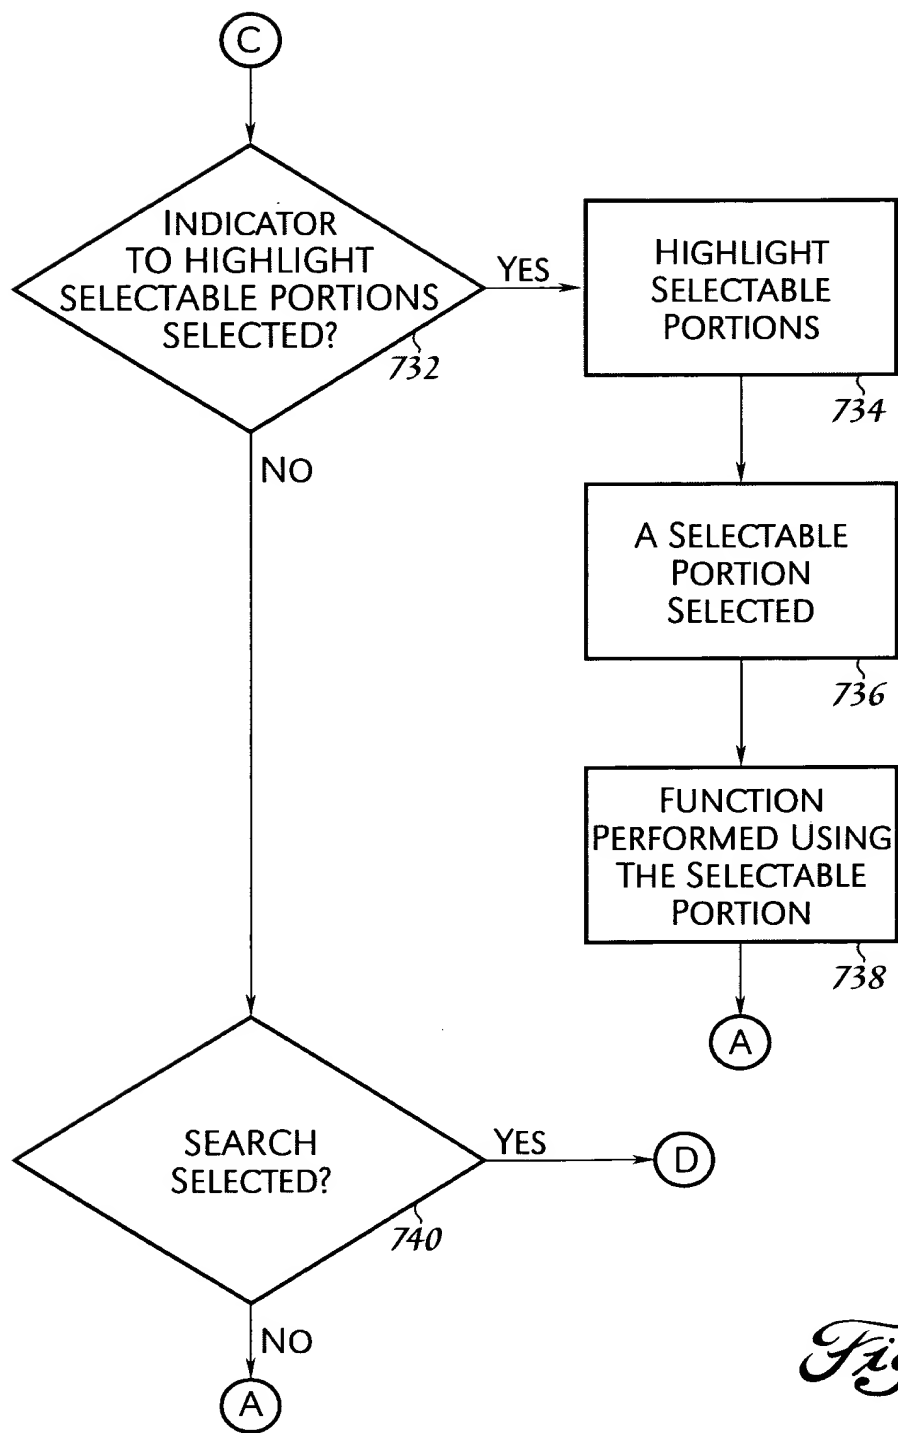 C
INDICATOR
TO HIGHLIGHT
SELECTABLE PORTIONS
SELECTED?
732
YES
HIGHLIGHT
SELECTABLE
PORTIONS
734
NO
A SELECTABLE
PORTION
SELECTED
736
FUNCTION
PERFORMED USING
THE SELECTABLE
PORTION
738
A
SEARCH
SELECTED?
740
YES
D
NO
A